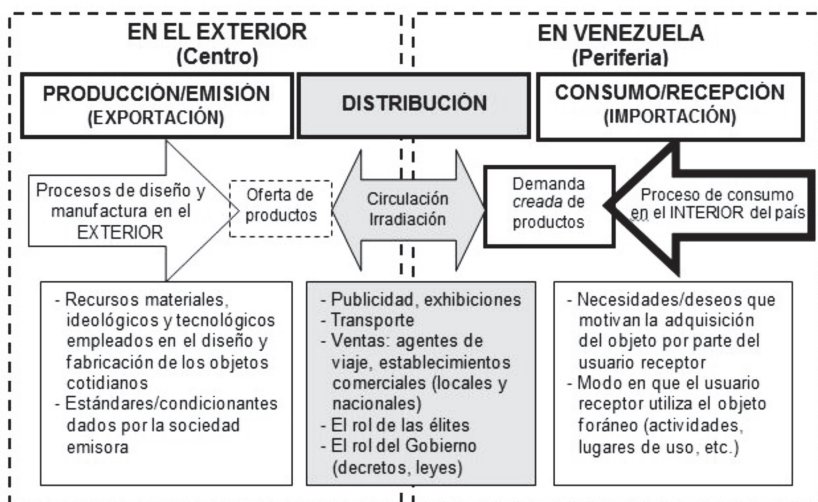 EN EL EXTERIOR
(Centro)
EN VENEZUELA
(Periferia)
PRODUCCIÓN/EMISIÓN
(EXPORTACIÓN)
DISTRIBUCIÓN
CONSUMO/RECEPCIÓN
(IMPORTACIÓN)
Procesos de diseño y
manufactura en el
EXTERIOR
Oferta de
productos
Circulación
Irradiación
Demanda
creada de
productos
Proceso de consumo
en el INTERIOR del país
- Recursos materiales,
ideológicos y tecnológicos
empleados en el diseño y
fabricación de los objetos
cotidianos
- Estándares/condicionantes
dados por la sociedad
emisora
- Publicidad, exhibiciones
- Transporte
- Ventas: agentes de
viaje, establecimientos
comerciales (locales y
nacionales)
- El rol de las élites
- El rol del Gobierno
(decretos, leyes)
- Necesidades/deseos que
motivan la adquisición
del objeto por parte del
usuario receptor
- Modo en que el usuario
receptor utiliza el objeto
foráneo (actividades,
lugares de uso, etc.)